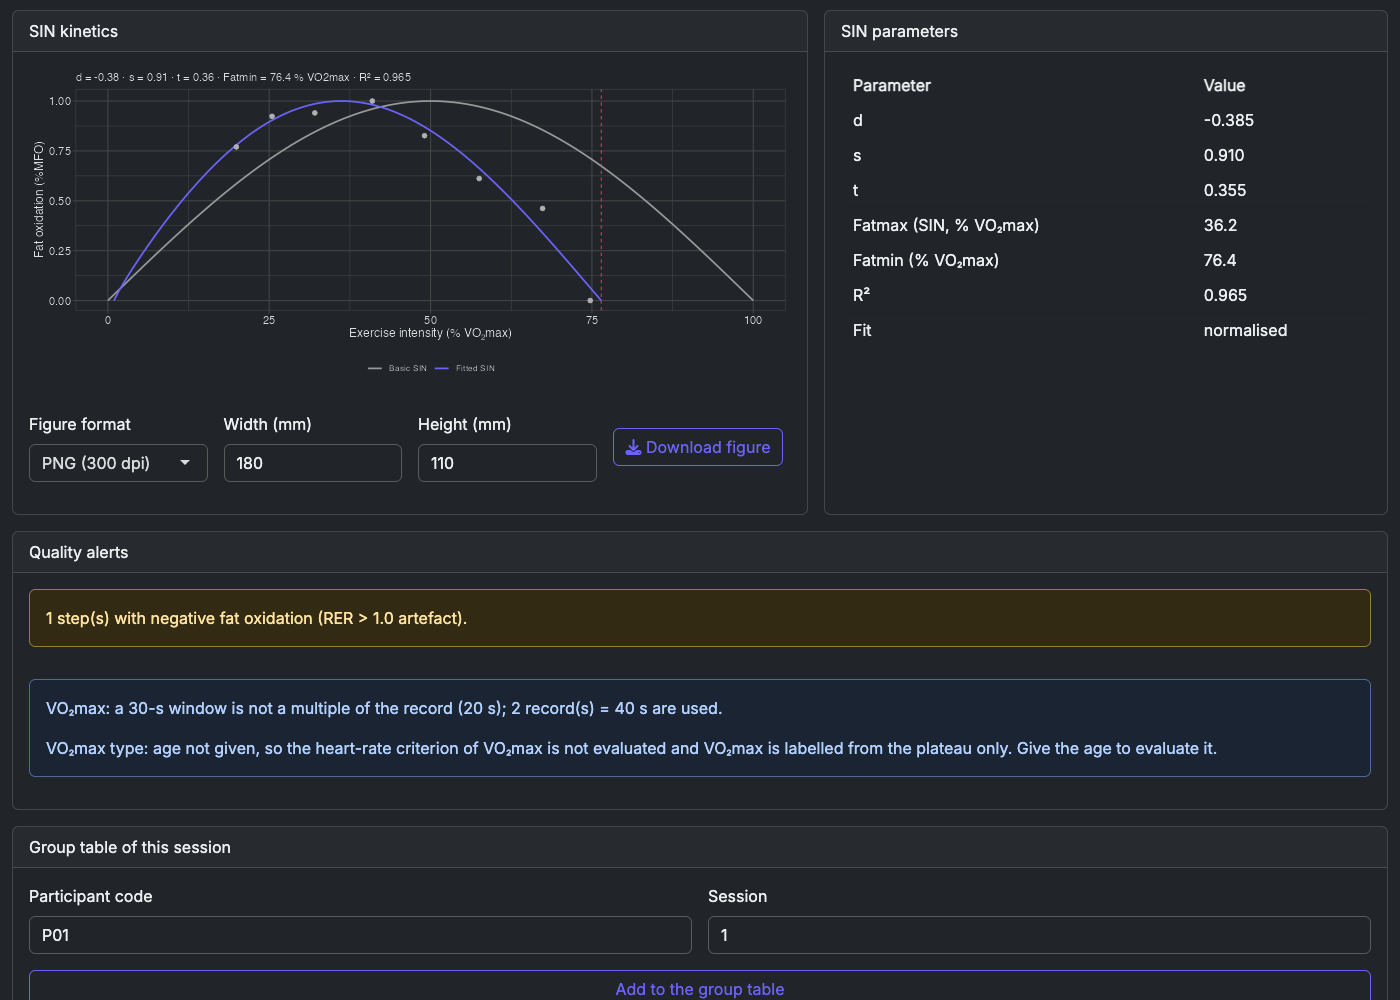 SIN kinetics
d = -0.38 · s = 0.91 · t = 0.36 · Fatmin = 76.4 % VO2max · R² = 0.965
Fat oxidation (%MFO)
1.00
0.75
0.50
0.25
0.00
0 25 50 75 100
Exercise intensity (% VO₂max)
Basic SIN Fitted SIN
Figure format Width (mm) Height (mm)
PNG (300 dpi) 180 110 Download figure
SIN parameters
Parameter Value
d -0.385
s 0.910
t 0.355
Fatmax (SIN, % VO₂max) 36.2
Fatmin (% VO₂max) 76.4
R² 0.965
Fit normalised
Quality alerts
1 step(s) with negative fat oxidation (RER > 1.0 artefact).
VO₂max: a 30-s window is not a multiple of the record (20 s); 2 record(s) = 40 s are used.
VO₂max type: age not given, so the heart-rate criterion of VO₂max is not evaluated and VO₂max is labelled from the plateau only. Give the age to evaluate it.
Group table of this session
Participant code Session
P01 1
Add to the group table